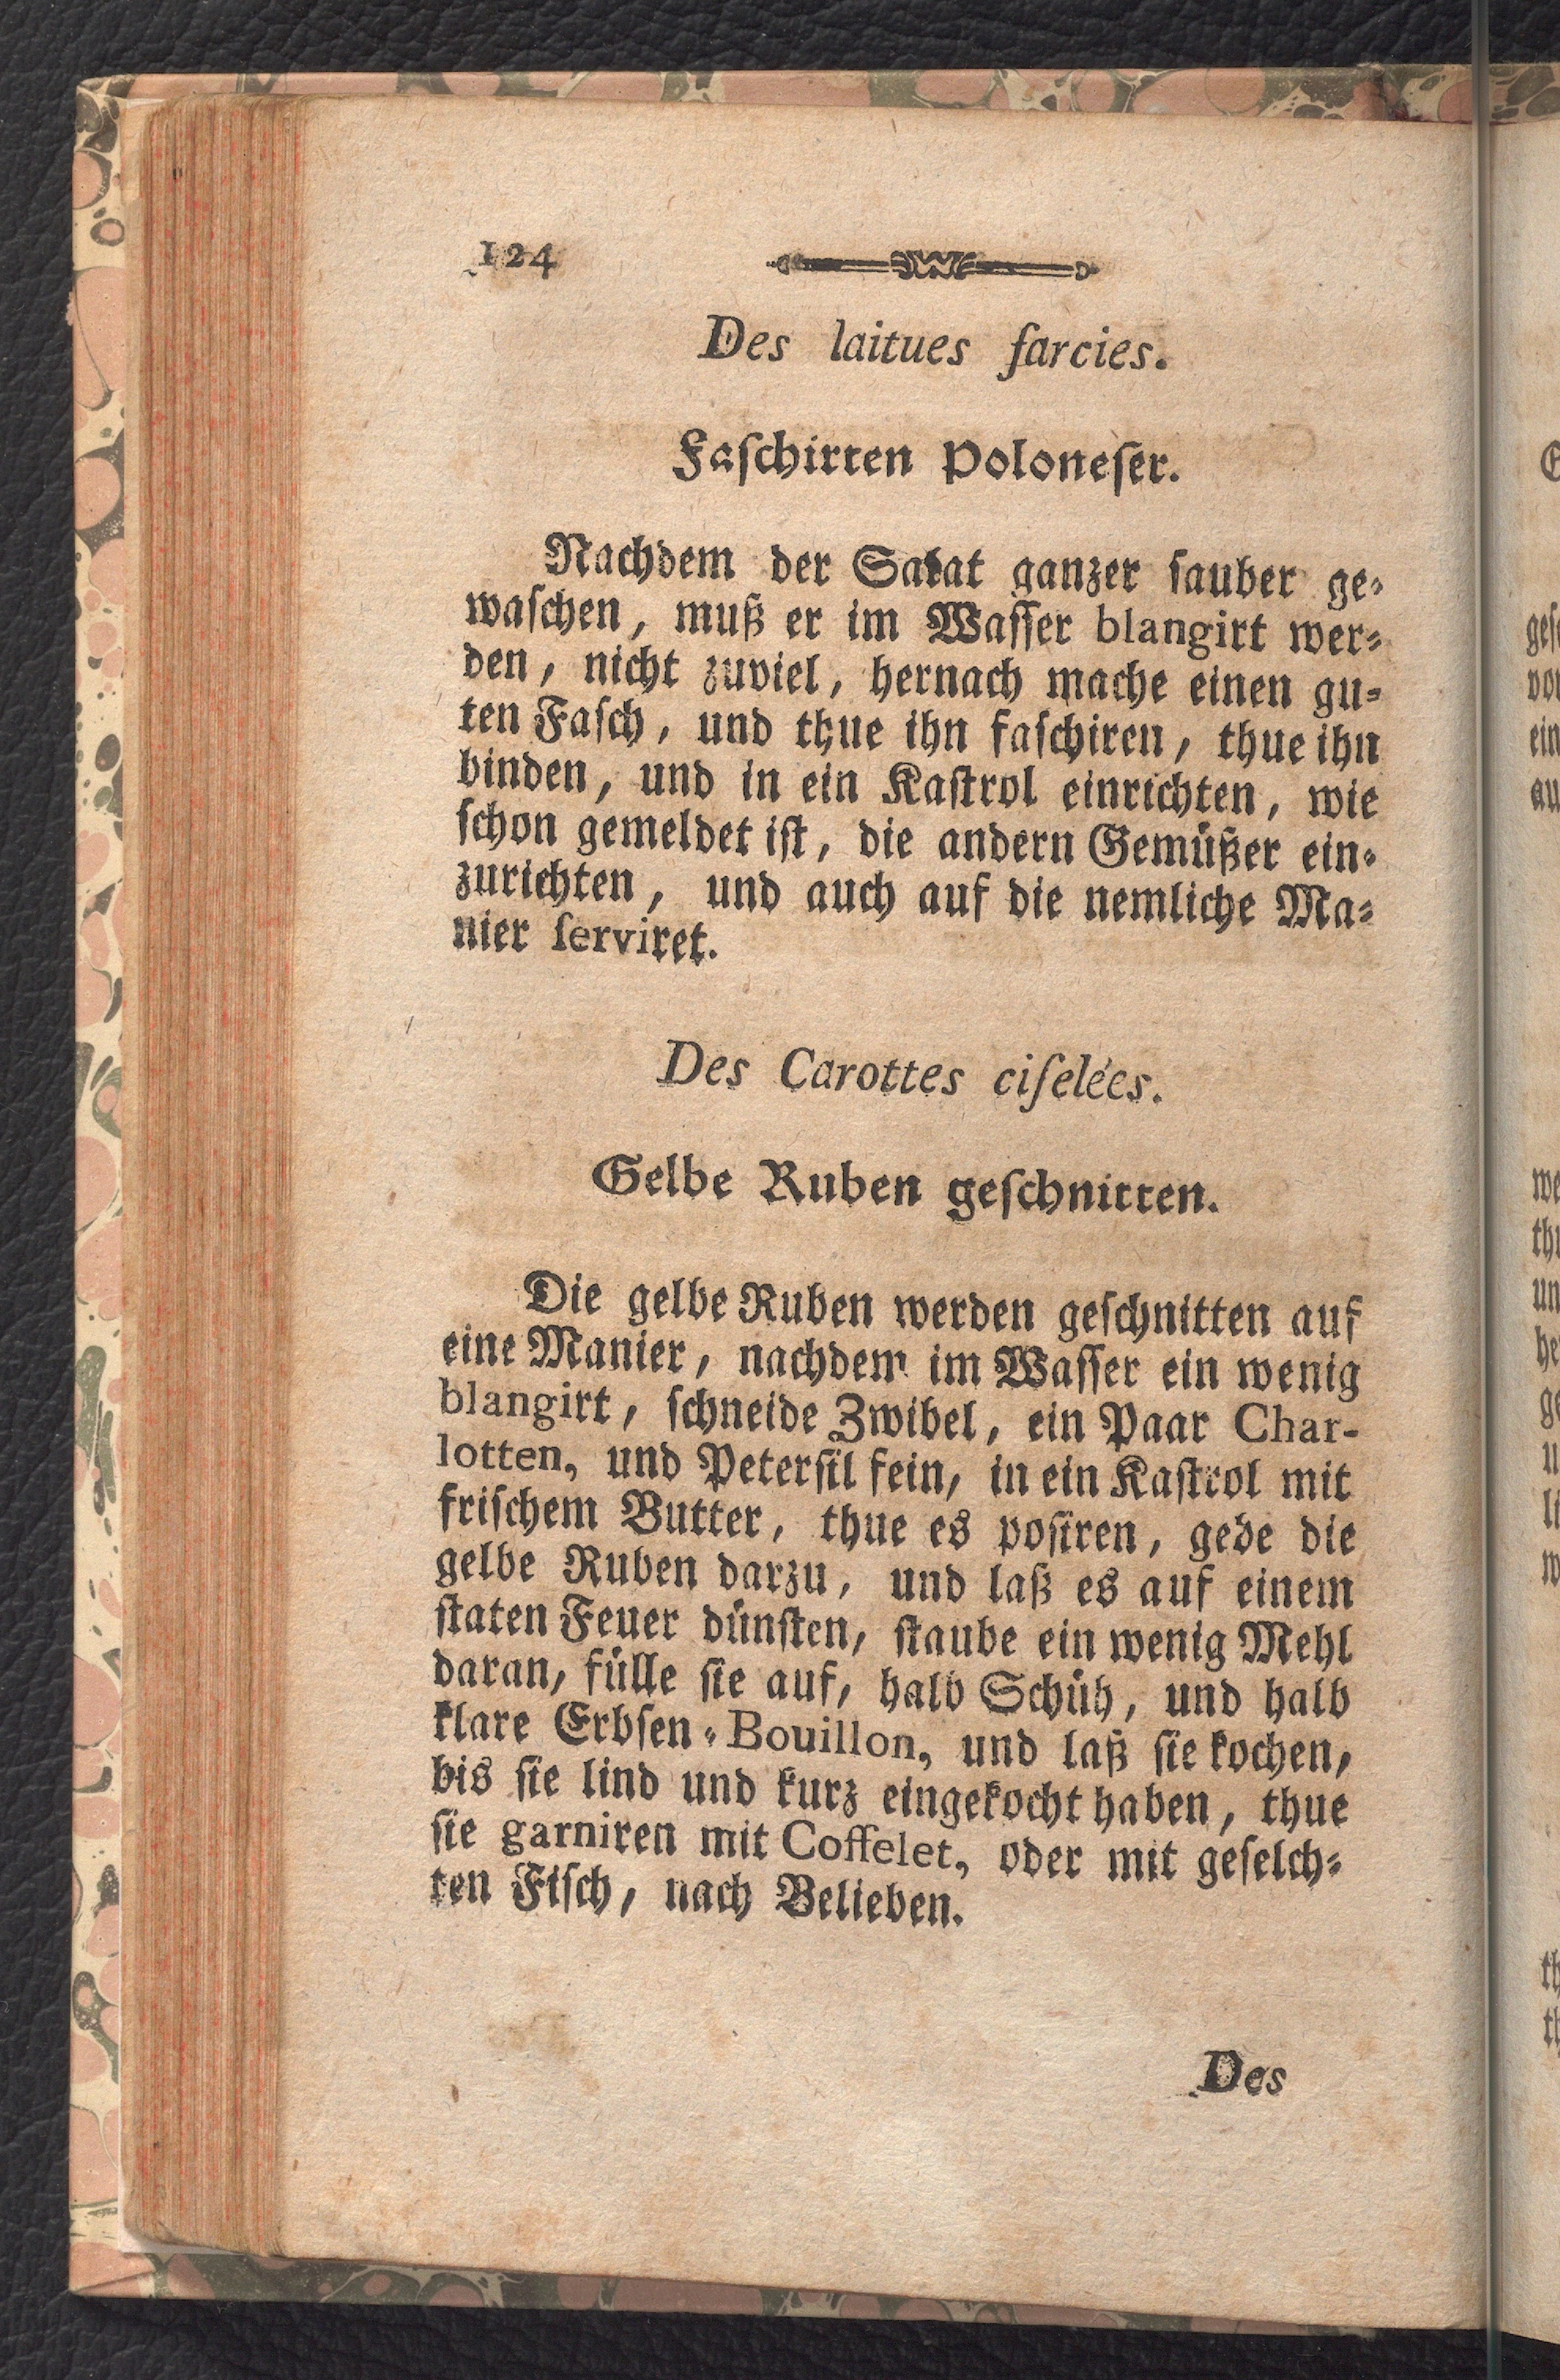 124
Des laitues farcies.
Faschirten Poloneser.
Nachdem der Salat ganzer sauber ge-
waschen, muß er im Wasser blangirt wer-
den, nicht zuviel, hernach mache einen gu-
ten Fasch, und thue ihn faschiren, thue ihn
binden, und in ein Kastrol einrichten, wie
schon gemeldet ist, die andern Gemüßer ein-
zurichten, und auch auf die nemliche Ma-
nier serviret.
Des Carottes ciselées.
Gelbe Ruben geschnitten.
Die gelbe Ruben werden geschnitten auf
eine Manier, nachdem im Wasser ein wenig
blangirt, schneide Zwibel, ein Paar Char-
lotten, und Petersil fein, in ein Kastrol mit
frischem Butter, thue es posiren, gebe die
gelbe Ruben darzu, und laß es auf einem
staten Feuer dünsten, staube ein wenig Mehl
daran, fülle sie auf, halb Schüh, und halb
klare Erbsen-Bouillon, und laß sie kochen,
bis sie lind und kurz eingekocht haben, thue
sie garniren mit Coffelet, oder mit geselch-
ten Fisch, nach Belieben.
Des